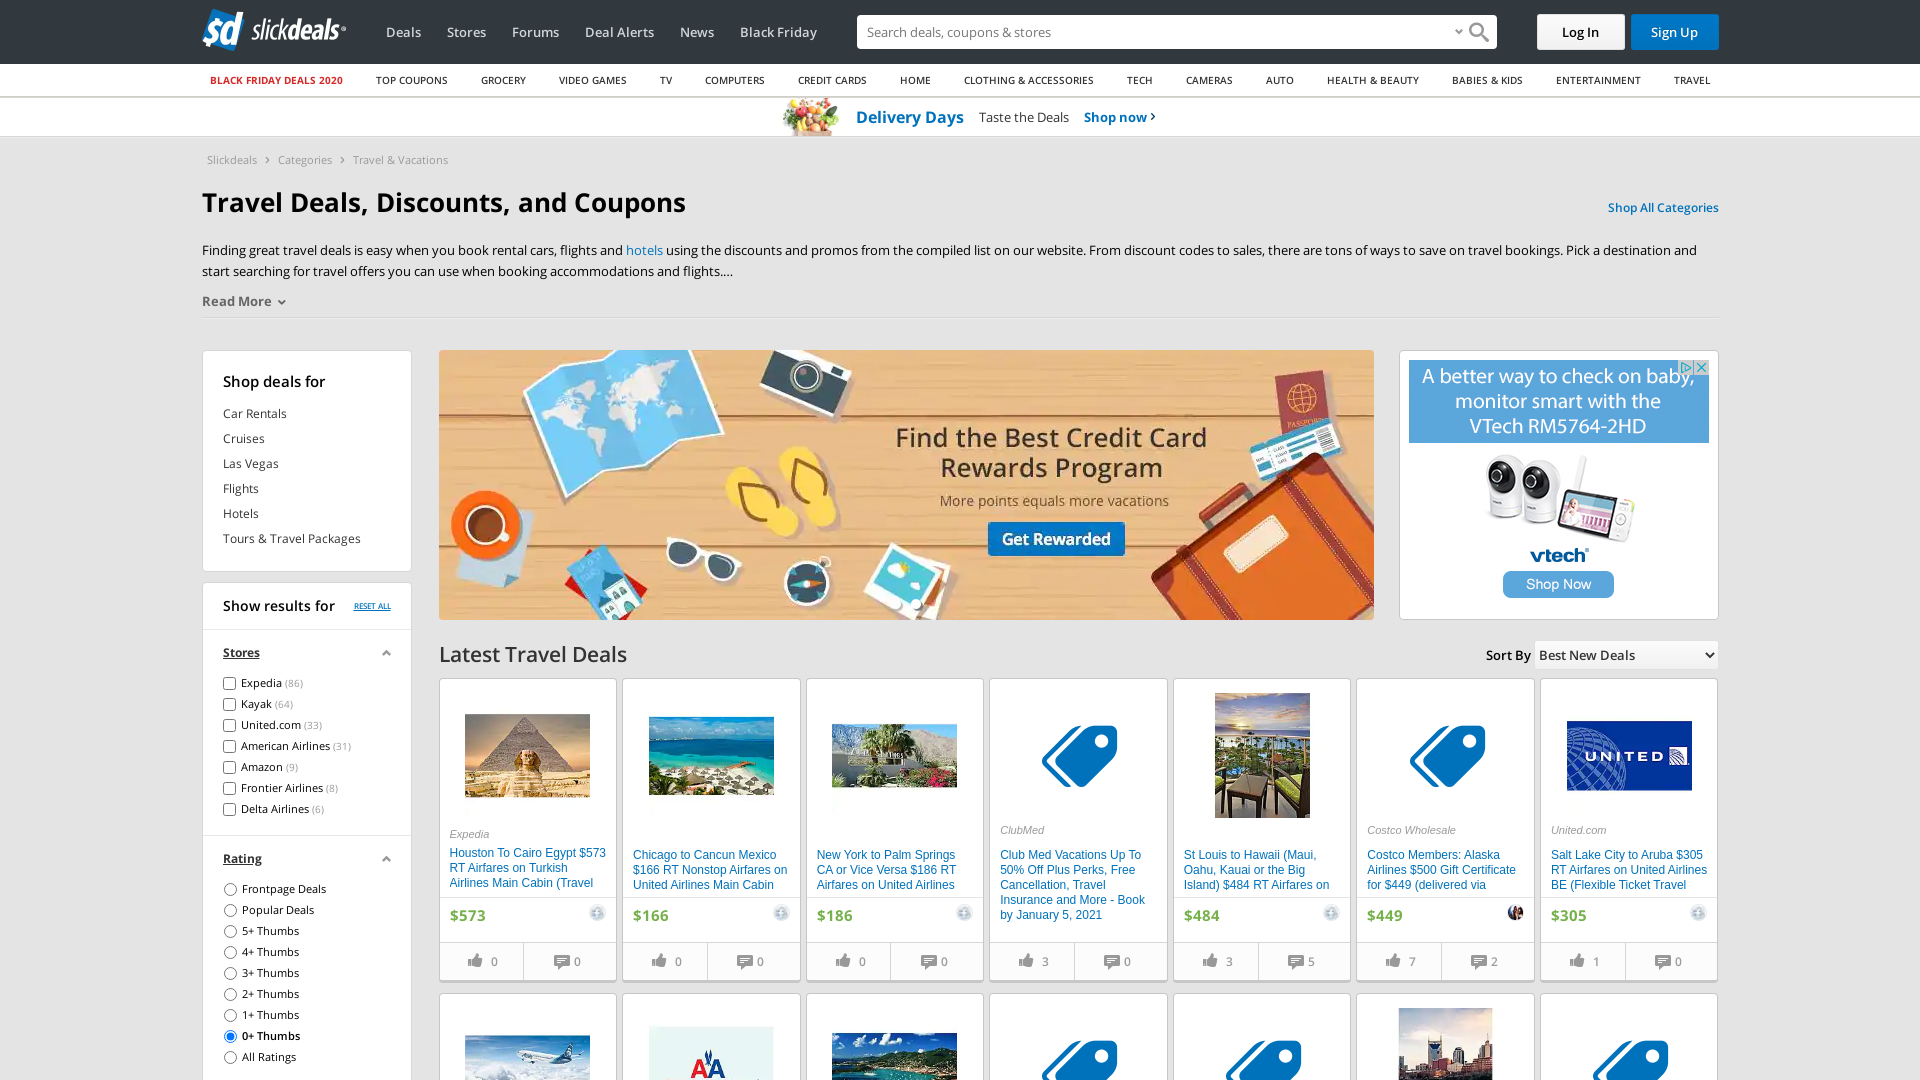 slickdeals
Deals
Stores
Forums
Deal Alerts
News
Black Friday
Search deals, coupons & stores
Log In
Sign Up
BLACK FRIDAY DEALS 2020
TOP COUPONS
GROCERY
VIDEO GAMES
TV
COMPUTERS
CREDIT CARDS
HOME
CLOTHING & ACCESSORIES
TECH
CAMERAS
AUTO
HEALTH & BEAUTY
BABIES & KIDS
ENTERTAINMENT
TRAVEL
Delivery Days Taste the Deals Shop now
Slickdeals > Categories > Travel & Vacations
Travel Deals, Discounts, and Coupons
Shop All Categories
Finding great travel deals is easy when you book rental cars, flights and hotels using the discounts and promos from the compiled list on our website. From discount codes to sales, there are tons of ways to save on travel bookings. Pick a destination and
start searching for travel offers you can use when booking accommodations and flights.…
Read More
Shop deals for
Car Rentals
Cruises
Las Vegas
Flights
Hotels
Tours & Travel Packages
Show results for
RESET ALL
Stores
Expedia (86)
Kayak (64)
United.com (33)
American Airlines (31)
Amazon (9)
Frontier Airlines (8)
Delta Airlines (6)
Rating
Frontpage Deals
Popular Deals
5+ Thumbs
4+ Thumbs
3+ Thumbs
2+ Thumbs
1+ Thumbs
0+ Thumbs
All Ratings
PASSPORT
Find the Best Credit Card
Rewards Program
More points equals more vacations
Get Rewarded
A better way to check on baby,
monitor smart with the
VTech RM5764-2HD
vtech
Shop Now
Latest Travel Deals
Sort By Best New Deals
Expedia
Houston To Cairo Egypt $573
RT Airfares on Turkish
Airlines Main Cabin (Travel
$573
0
0
Chicago to Cancun Mexico
$166 RT Nonstop Airfares on
United Airlines Main Cabin
$166
0
0
New York to Palm Springs
CA or Vice Versa $186 RT
Airfares on United Airlines
$186
0
0
ClubMed
Club Med Vacations Up To
50% Off Plus Perks, Free
Cancellation, Travel
Insurance and More - Book
by January 5, 2021
3
0
St Louis to Hawaii (Maui,
Oahu, Kauai or the Big
Island) $484 RT Airfares on
$484
3
5
Costco Wholesale
Costco Members: Alaska
Airlines $500 Gift Certificate
for $449 (delivered via
$449
7
2
UNITED
United.com
Salt Lake City to Aruba $305
RT Airfares on United Airlines
BE (Flexible Ticket Travel
$305
1
0
AA